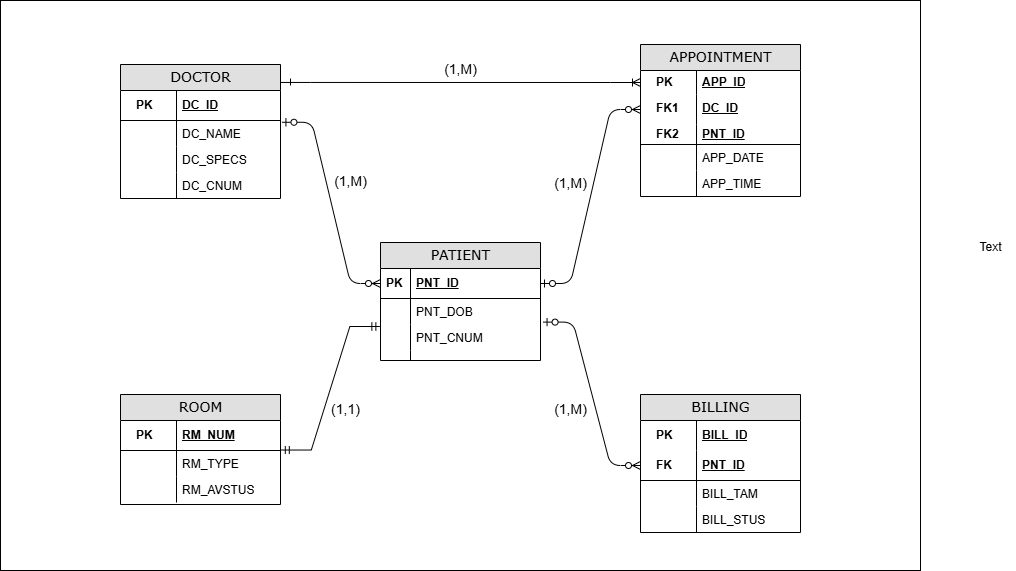 DOCTOR
PK DC_ID
DC_NAME
DC_SPECS
DC_CNUM
(1,M)
APPOINTMENT
PK APP_ID
FK1 DC_ID
FK2 PNT_ID
APP_DATE
APP_TIME
(1,M)
(1,M)
Text
PATIENT
PK PNT_ID
PNT_DOB
PNT_CNUM
ROOM
PK RM_NUM
RM_TYPE
RM_AVSTUS
(1,1)
(1,M)
BILLING
PK BILL_ID
FK PNT_ID
BILL_TAM
BILL_STUS